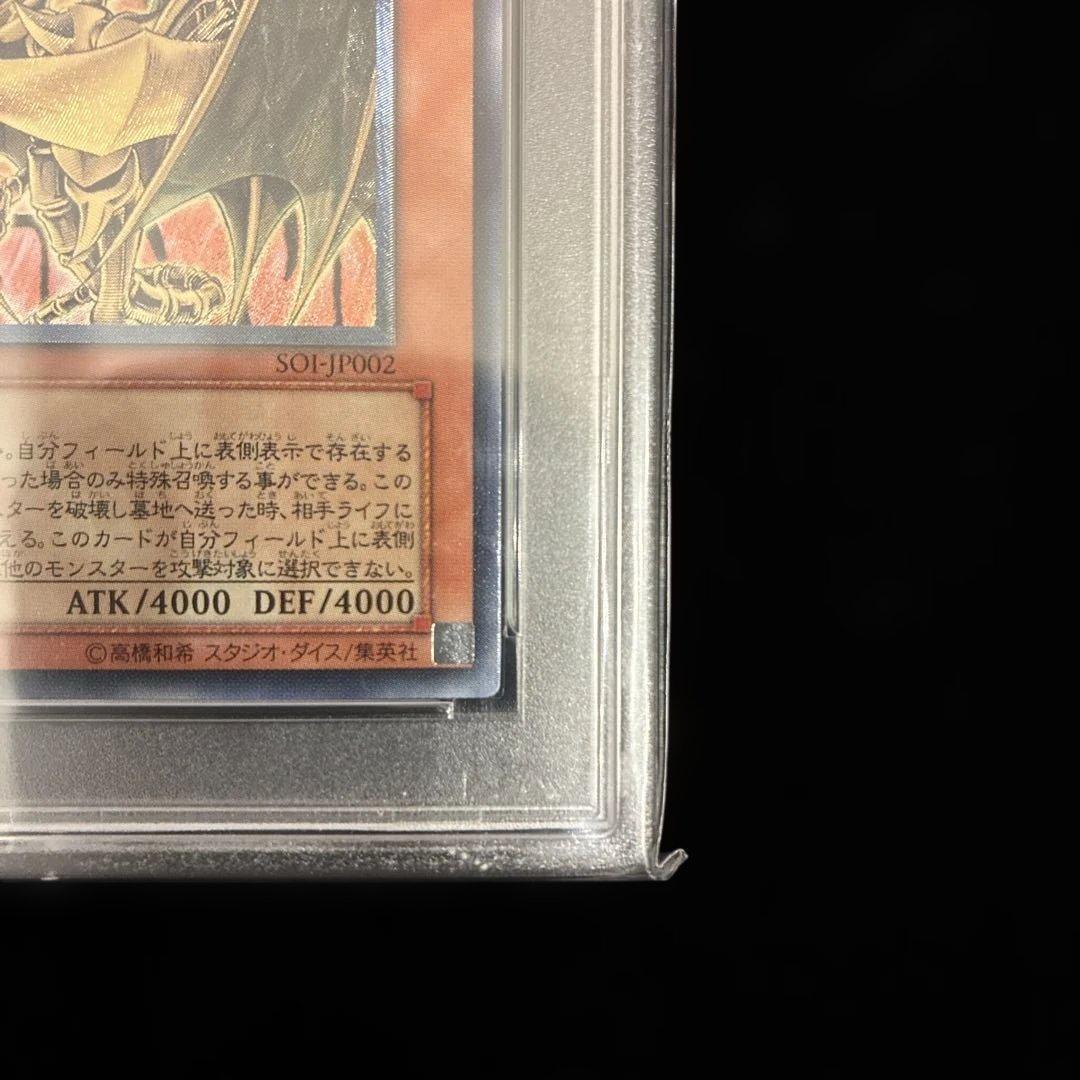 SOI-JP002
。自分フィールド上に表側表示で存在する
った場合のみ特殊召喚する事ができる。この
ターを破壊し墓地へ送った時、相手ライフに
える。このカードが自分フィールド上に表側
他のモンスターを攻撃対象に選択できない。
ATK/4000 DEF/4000
©高橋和希 スタジオ・ダイス/集英社